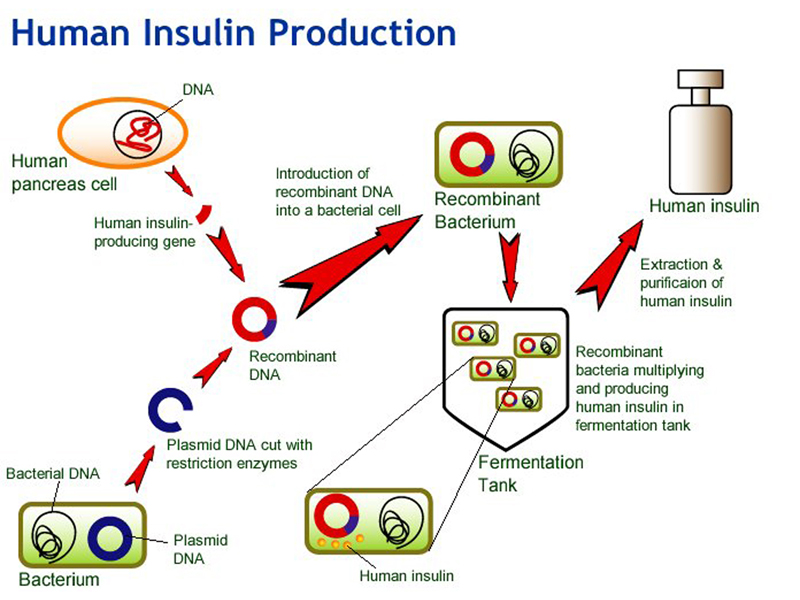 Human Insulin Production
DNA
Human
pancreas cell
Human insulin-
producing gene
Introduction of
recombinant DNA
into a bacterial cell
Recombinant
Bacterium
Human insulin
Extraction &
purificaion of
human insulin
Recombinant
DNA
Recombinant
bacteria multiplying
and producing
human insulin in
fermentation tank
Plasmid DNA cut with
restriction enzymes
Fermentation
Tank
Bacterial DNA
Plasmid
DNA
Bacterium
Human insulin